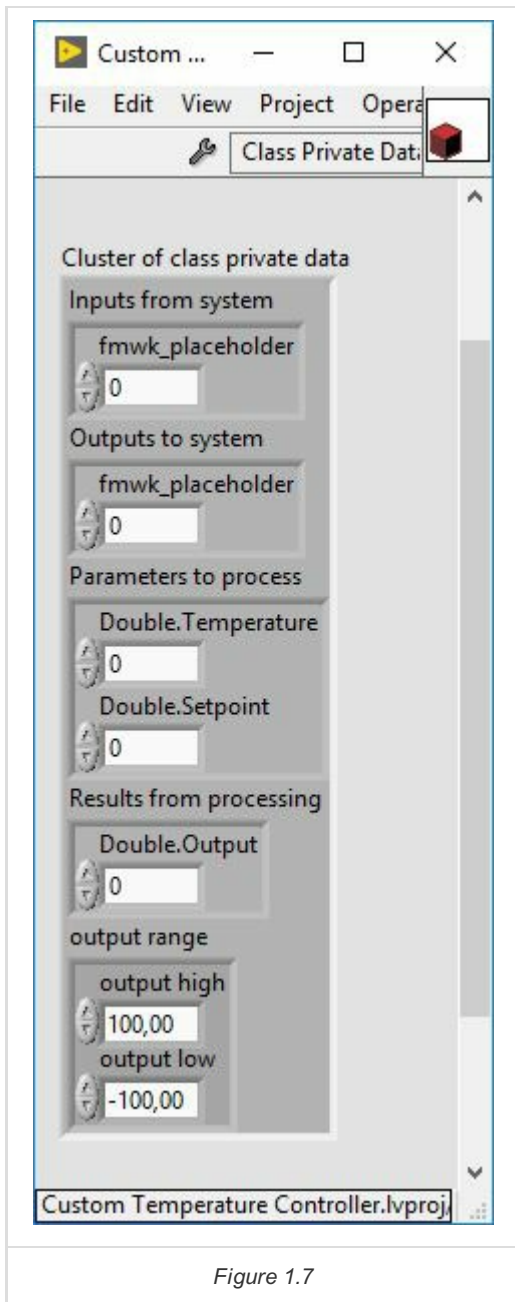 Custom ...
File Edit View Project Opera
Class Private Dat
Cluster of class private data
Inputs from system
fmwk_placeholder
0
Outputs to system
fmwk_placeholder
0
Parameters to process
Double.Temperature
0
Double.Setpoint
0
Results from processing
Double.Output
0
output range
output high
100,00
output low
-100,00
Custom Temperature Controller.lvproj/
Figure 1.7